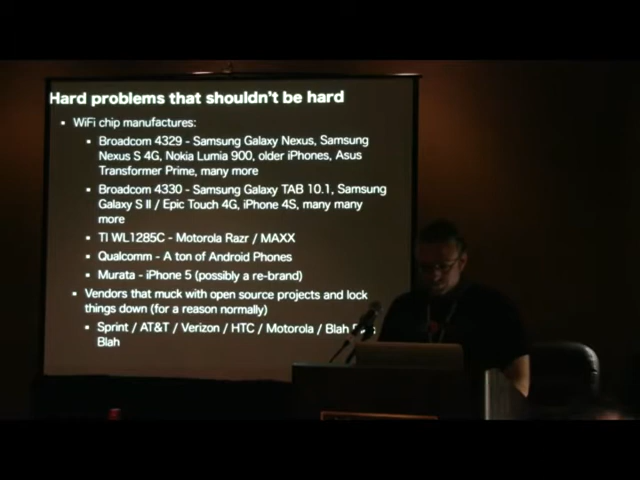 Hard problems that shouldn't be hard
WiFi chip manufactures:
Broadcom 4329 - Samsung Galaxy Nexus, Samsung
Nexus S 4G, Nokia Lumia 900, older iPhones, Asus
Transformer Prime, many more
Broadcom 4330 - Samsung Galaxy TAB 10.1, Samsung
Galaxy S II / Epic Touch 4G, iPhone 4S, many many
more
TI WL1285C - Motorola Razr / MAXX
Qualcomm - A ton of Android Phones
Murata - iPhone 5 (possibly a re-brand)
Vendors that muck with open source projects and lock
things down (for a reason normally)
Sprint / AT&T / Verizon / HTC / Motorola / Blah
Blah